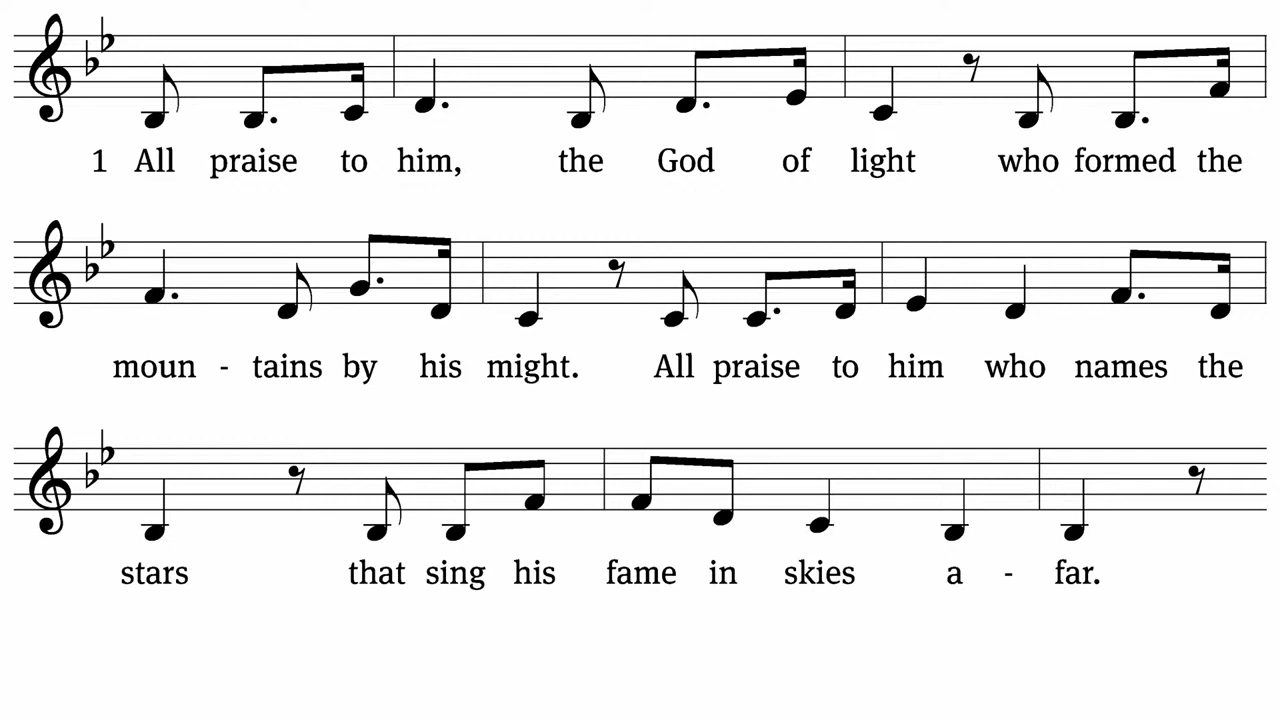 1 All praise to him, the God of light who formed the
moun - tains by his might. All praise to him who names the
stars that sing his fame in skies a - far.